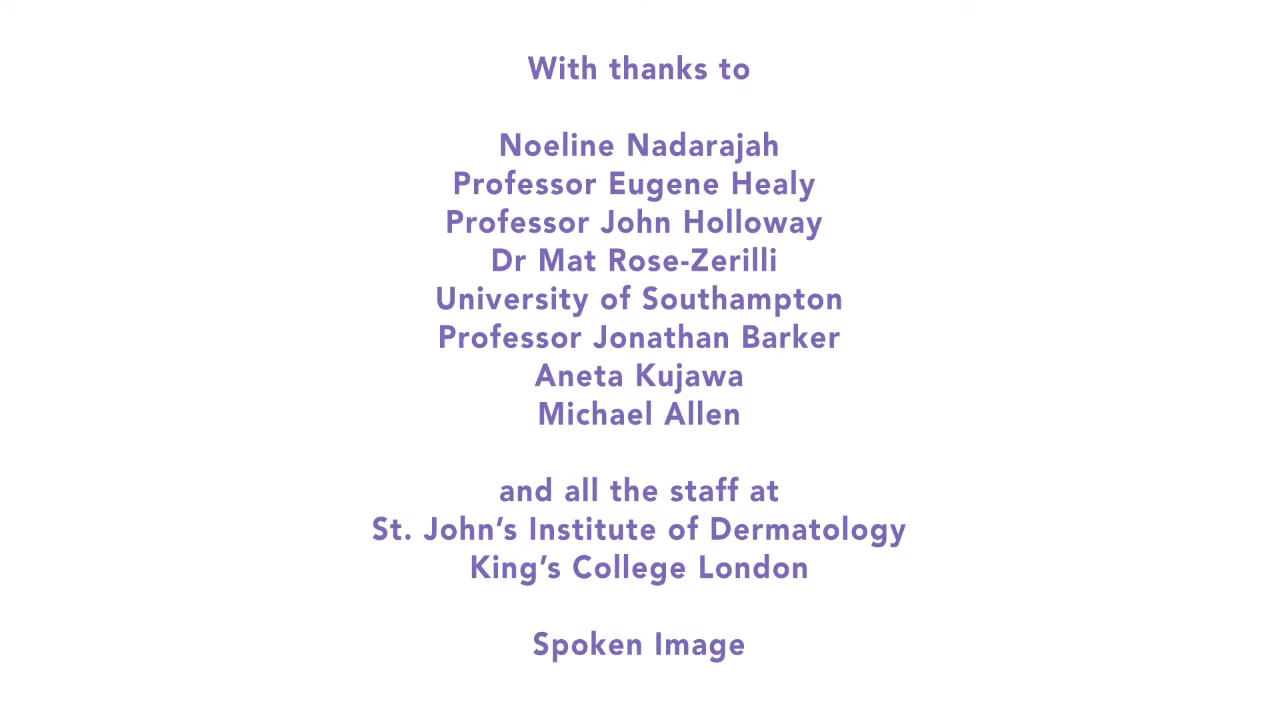 With thanks to
Noeline Nadarajah
Professor Eugene Healy
Professor John Holloway
Dr Mat Rose-Zerilli
University of Southampton
Professor Jonathan Barker
Aneta Kujawa
Michael Allen
and all the staff at
St. John’s Institute of Dermatology
King’s College London
Spoken Image